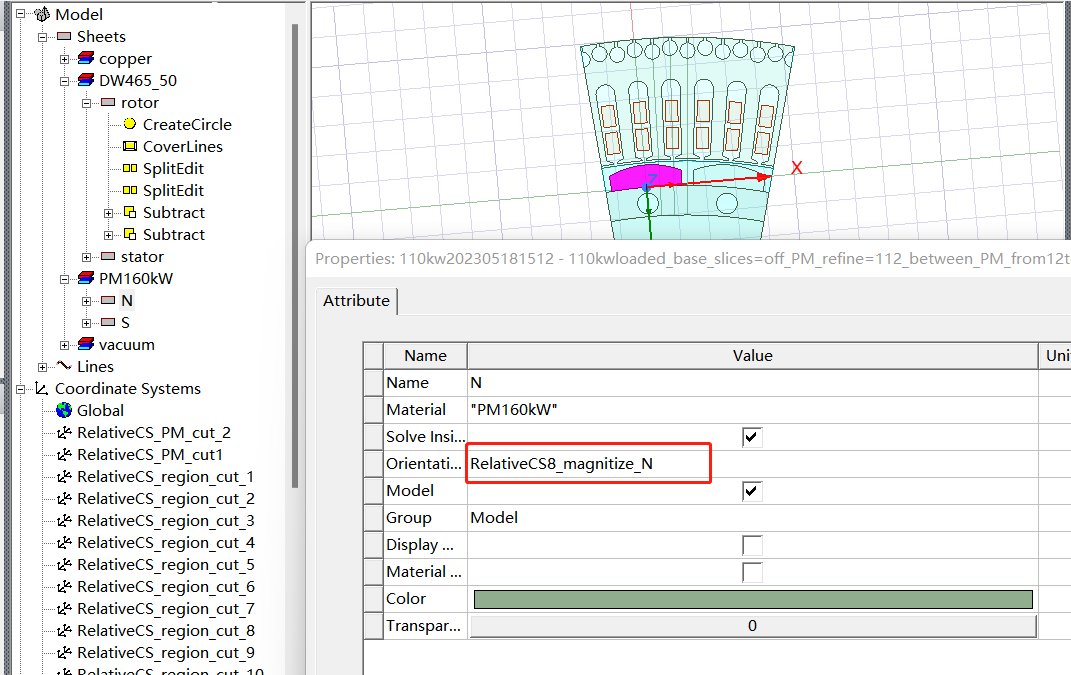 Model
Sheets
copper
DW465_50
rotor
CreateCircle
CoverLines
SplitEdit
SplitEdit
Subtract
Subtract
stator
PM160kW
N
S
vacuum
Lines
Coordinate Systems
Global
RelativeCS_PM_cut_2
RelativeCS_PM_cut1
RelativeCS_region_cut_1
RelativeCS_region_cut_2
RelativeCS_region_cut_3
RelativeCS_region_cut_4
RelativeCS_region_cut_5
RelativeCS_region_cut_6
RelativeCS_region_cut_7
RelativeCS_region_cut_8
RelativeCS_region_cut_9
RelativeCS_region_cut_10
X
Z
Properties: 110kw202305181512 - 110kwloaded_base_slices=off_PM_refine=112_between_PM_from12t
Attribute
Name Value Uni
Name N
Material "PM160kW"
Solve Insi...
Orientati... RelativeCS8_magnitize_N
Model
Group Model
Display ...
Material ...
Color
Transpar... 0